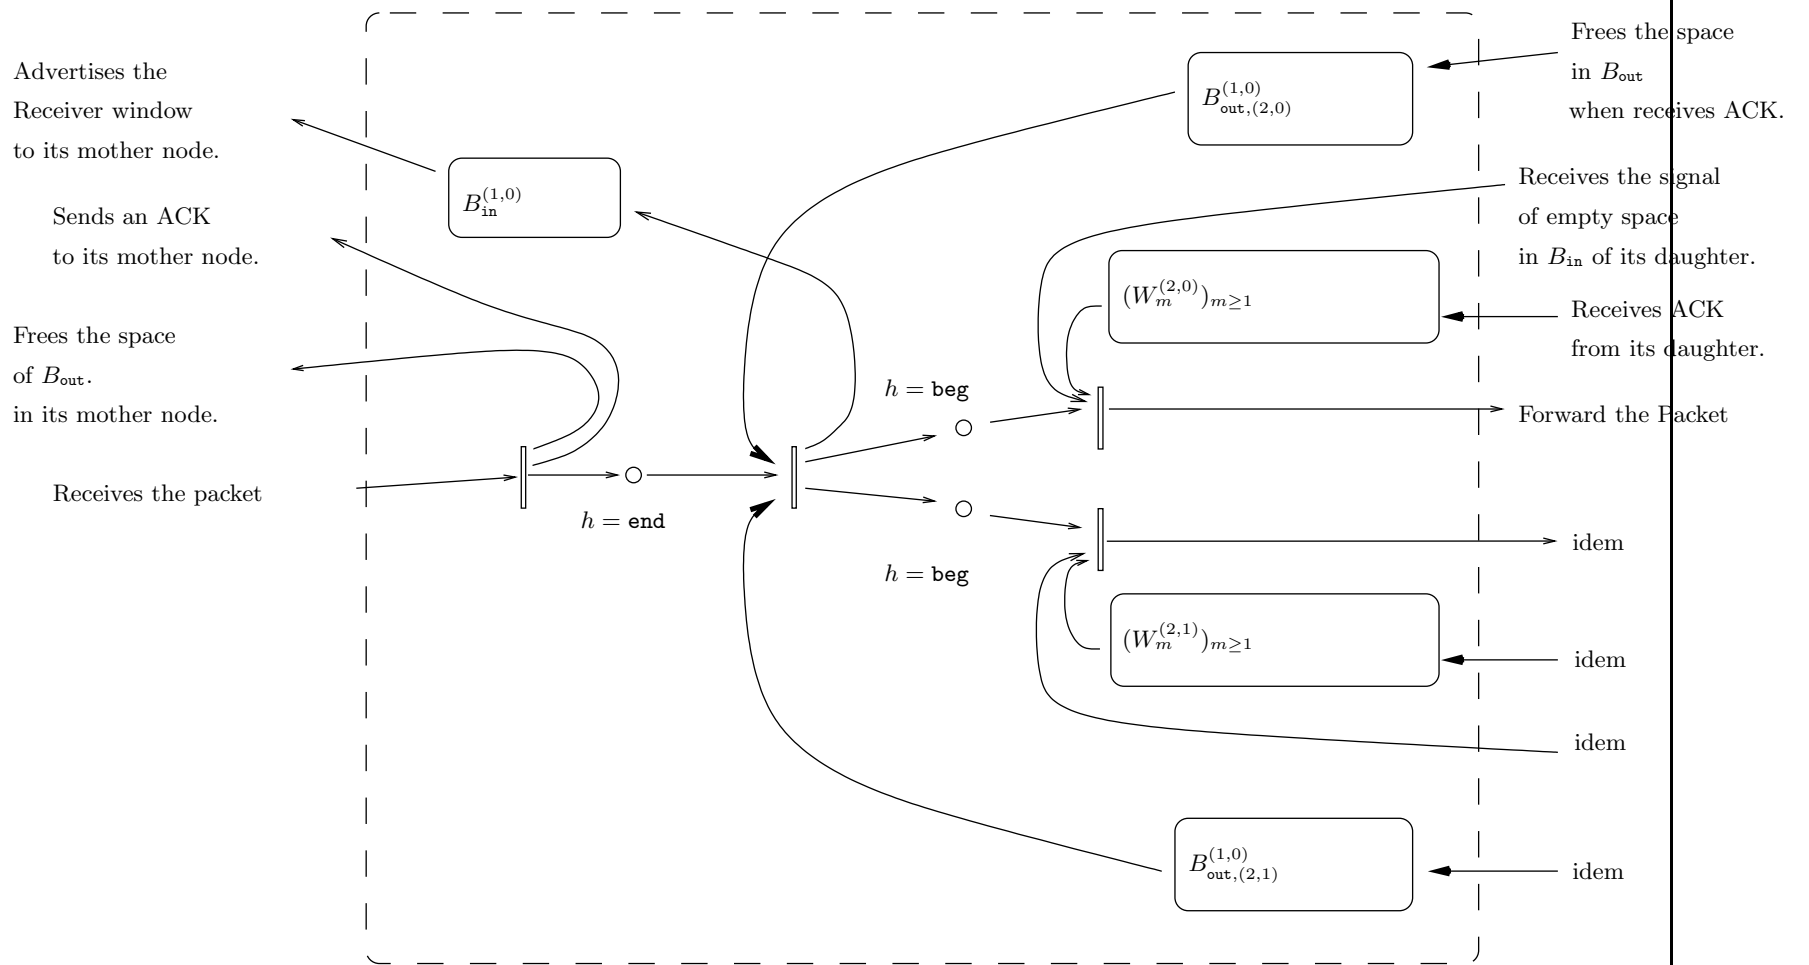 Advertises the
Receiver window
to its mother node.
Sends an ACK
to its mother node.
Frees the space
of B_out.
in its mother node.
Receives the packet
B_in^(1,0)
h = end
h = beg
h = beg
B_out,(2,0)^(1,0)
(W_m^(2,0))_m≥1
(W_m^(2,1))_m≥1
B_out,(2,1)^(1,0)
Frees the space
in B_out
when receives ACK.
Receives the signal
of empty space
in B_in of its daughter.
Receives ACK
from its daughter.
Forward the Packet
idem
idem
idem
idem